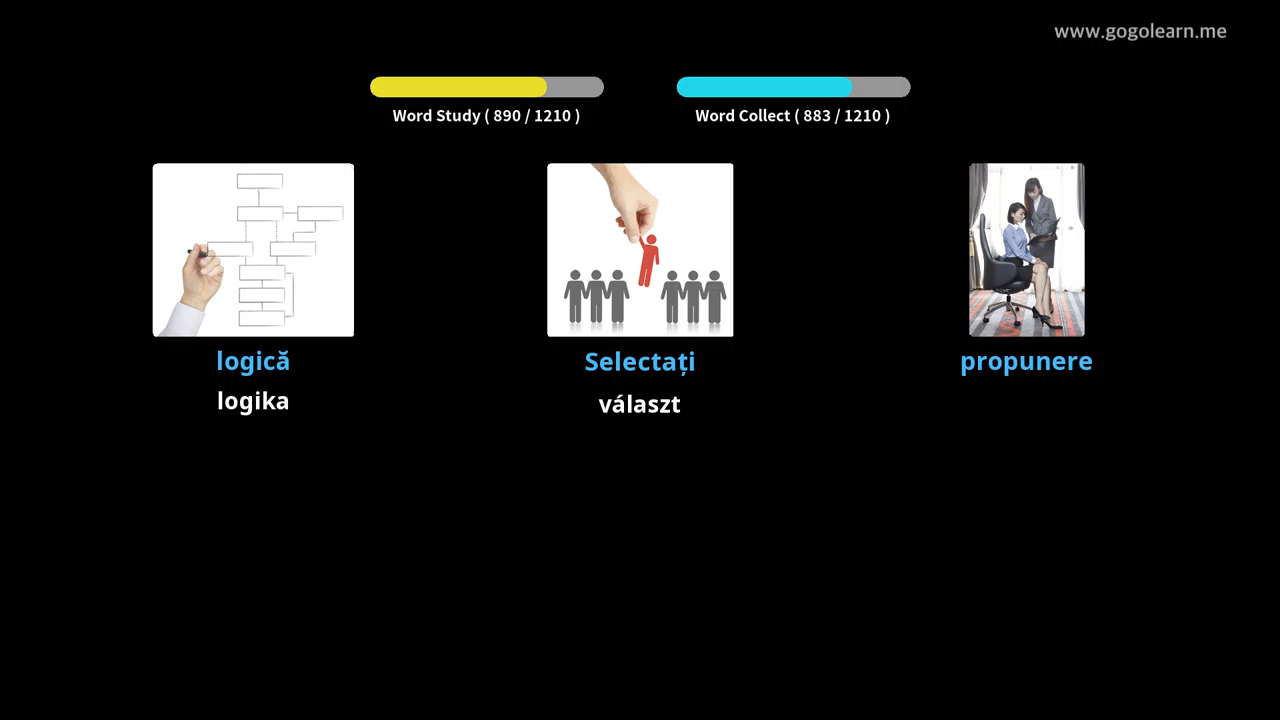 www.gogolearn.me
Word Study ( 890 / 1210 )
Word Collect ( 883 / 1210 )
logică
Selectați
propunere
logika
választ